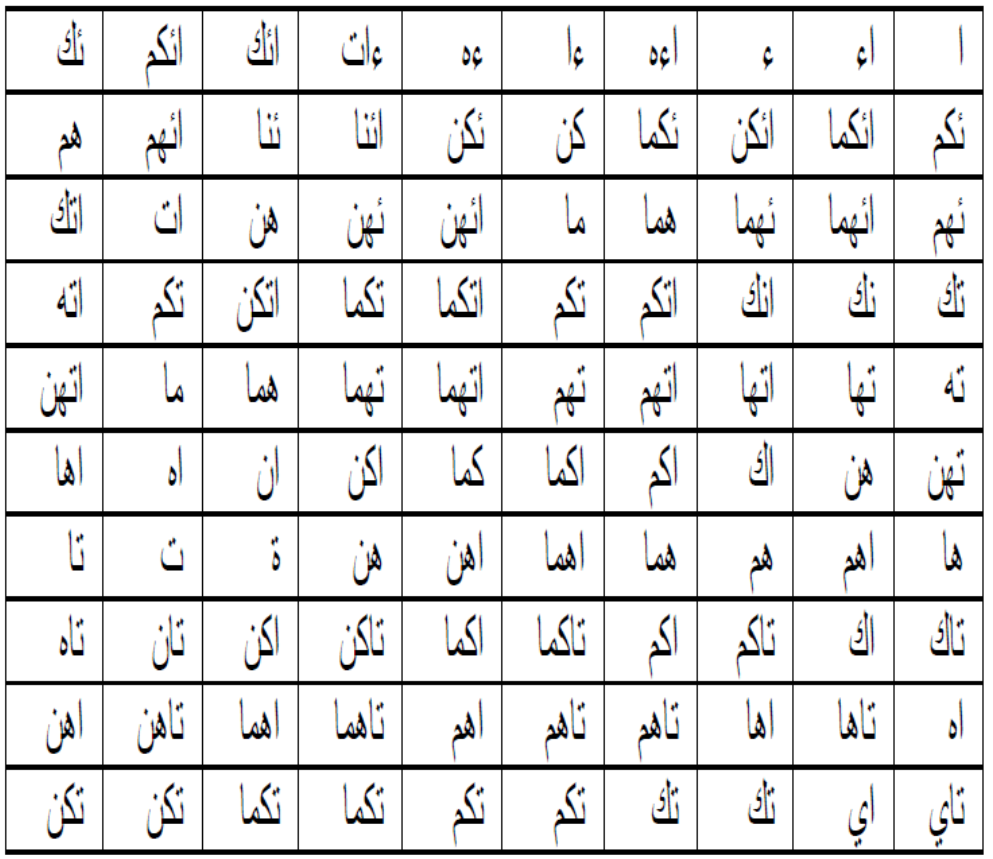 ا اء ء اءه ءا ءه ءات ائك ائكم ئك
ئكم ائكما ائكن ئكما كن ئكن ائنا ئنا ائهم هم
ئهم ائهما ئهما هما ما ائهن ئهن هن ات اتك
تك نك انك اتكم تكم اتكما تكما اتكن تكم اته
ته تها اتها اتهم تهم اتهما تهما هما ما اتهن
تهن هن اك اكم اكما كما اكن ان اه اها
ها اهم هم هما اهما اهن هن ة ت تا
تاك اك تاكم اكم تاكما اكما تاكن اكن تان تاه
اه تاها اها تاهم تاهم اهم تاهما اهما تاهن اهن
تاي اي تك تك تكم تكم تكما تكما تكن تكن